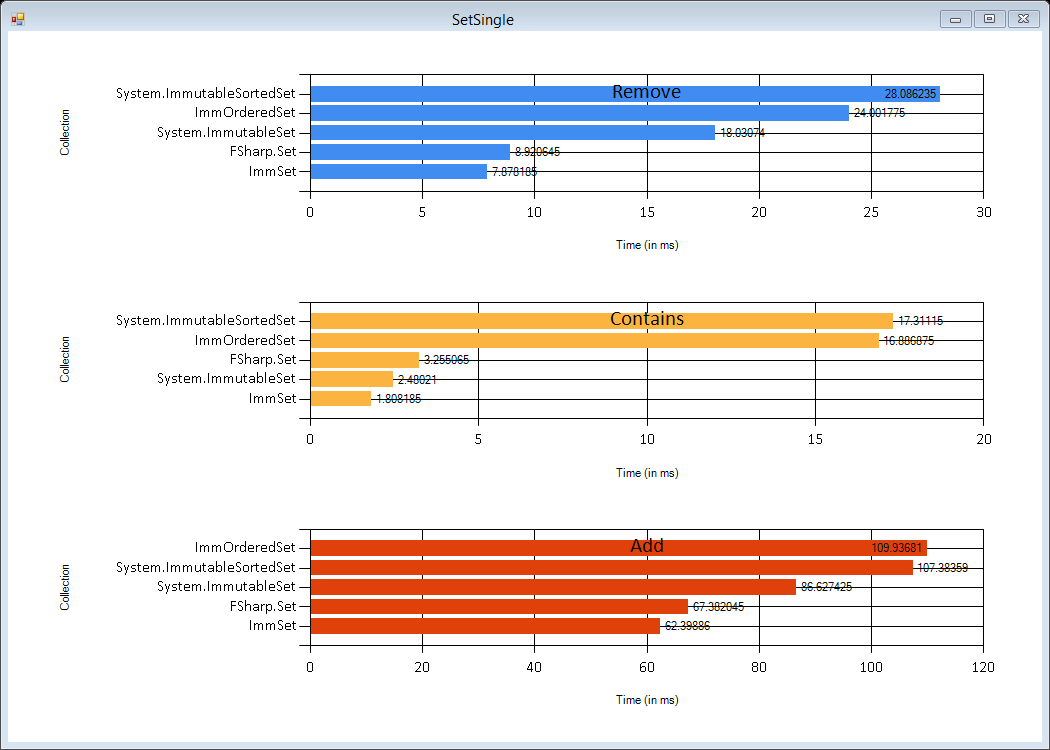 SetSingle
Remove
Collection
System.ImmutableSortedSet 28.086235
ImmOrderedSet 24.001775
System.ImmutableSet 18.03074
FSharp.Set 8.920645
ImmSet 7.878185
0 5 10 15 20 25 30
Time (in ms)
Contains
Collection
System.ImmutableSortedSet 17.31115
ImmOrderedSet 16.886875
FSharp.Set 3.255065
System.ImmutableSet 2.48021
ImmSet 1.808185
0 5 10 15 20
Time (in ms)
Add
Collection
ImmOrderedSet 109.93681
System.ImmutableSortedSet 107.38359
System.ImmutableSet 86.627425
FSharp.Set 67.382045
ImmSet 62.39886
0 20 40 60 80 100 120
Time (in ms)